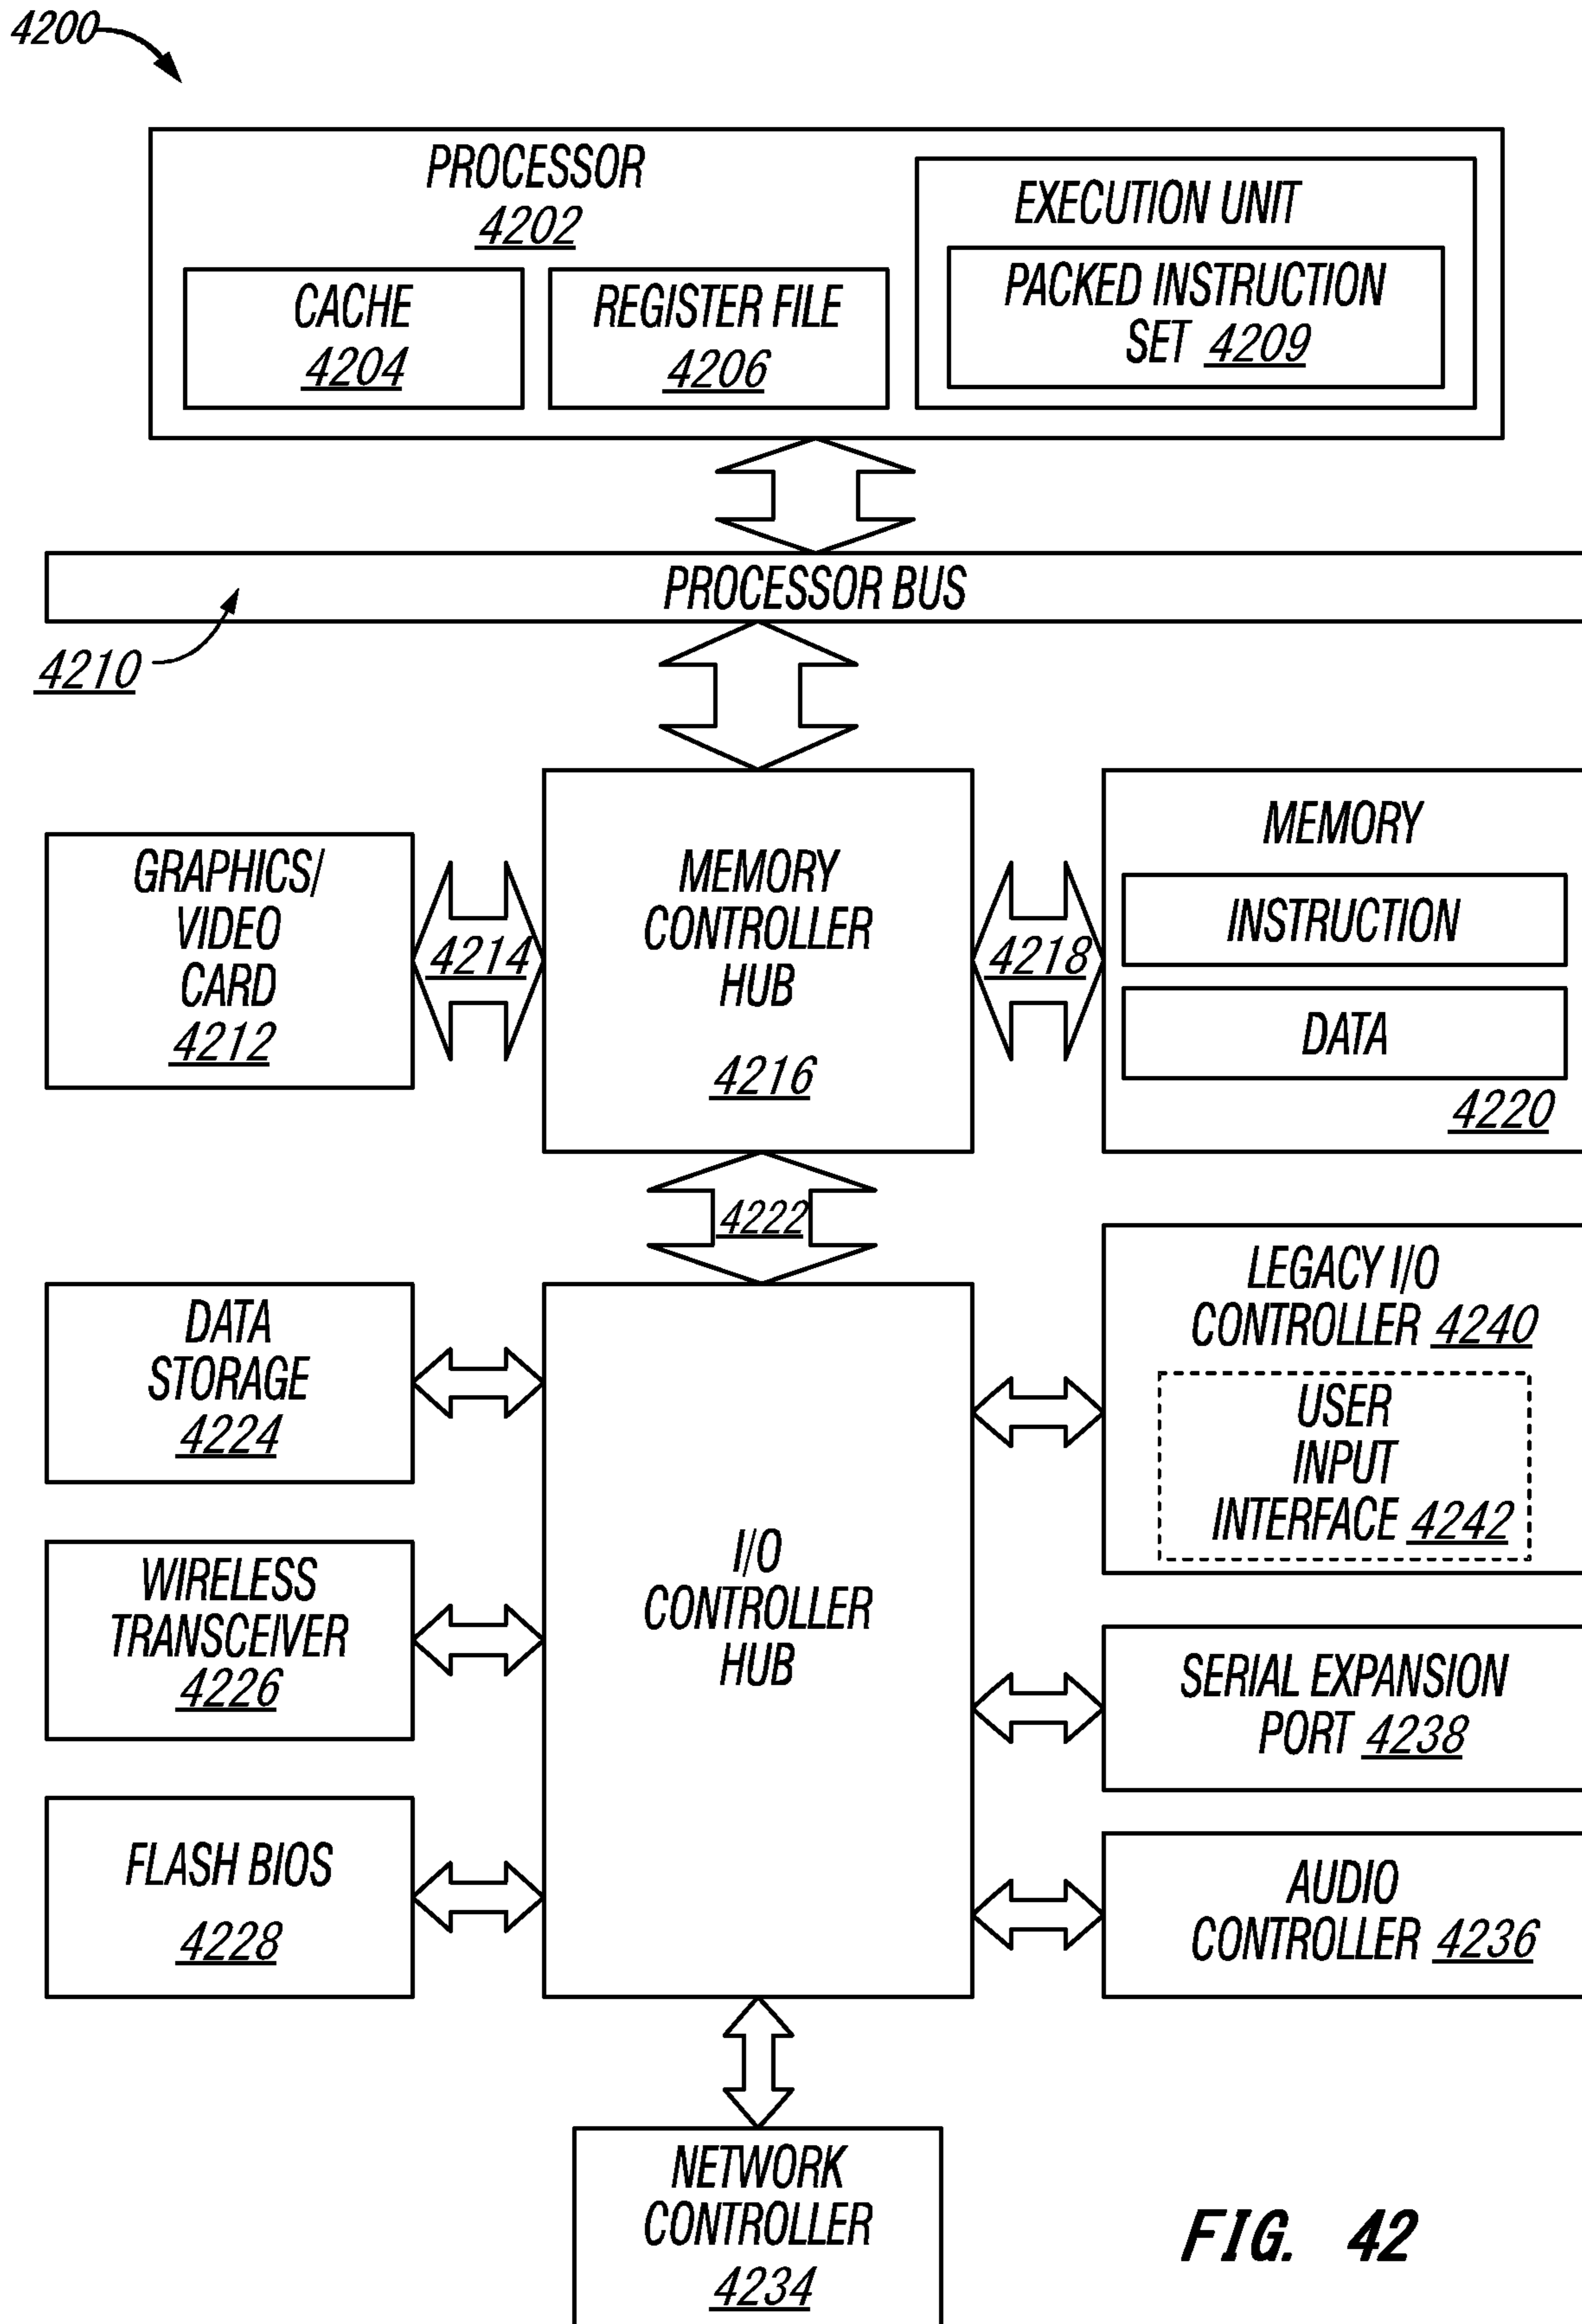 4200
PROCESSOR
4202
CACHE
4204
REGISTER FILE
4206
EXECUTION UNIT
PACKED INSTRUCTION
SET 4209
PROCESSOR BUS
4210
GRAPHICS/
VIDEO
CARD
4212
4214
MEMORY
CONTROLLER
HUB
4216
4218
MEMORY
INSTRUCTION
DATA
4220
4222
DATA
STORAGE
4224
WIRELESS
TRANSCEIVER
4226
FLASH BIOS
4228
I/O
CONTROLLER
HUB
LEGACY I/O
CONTROLLER 4240
USER
INPUT
INTERFACE 4242
SERIAL EXPANSION
PORT 4238
AUDIO
CONTROLLER 4236
NETWORK
CONTROLLER
4234
FIG. 42